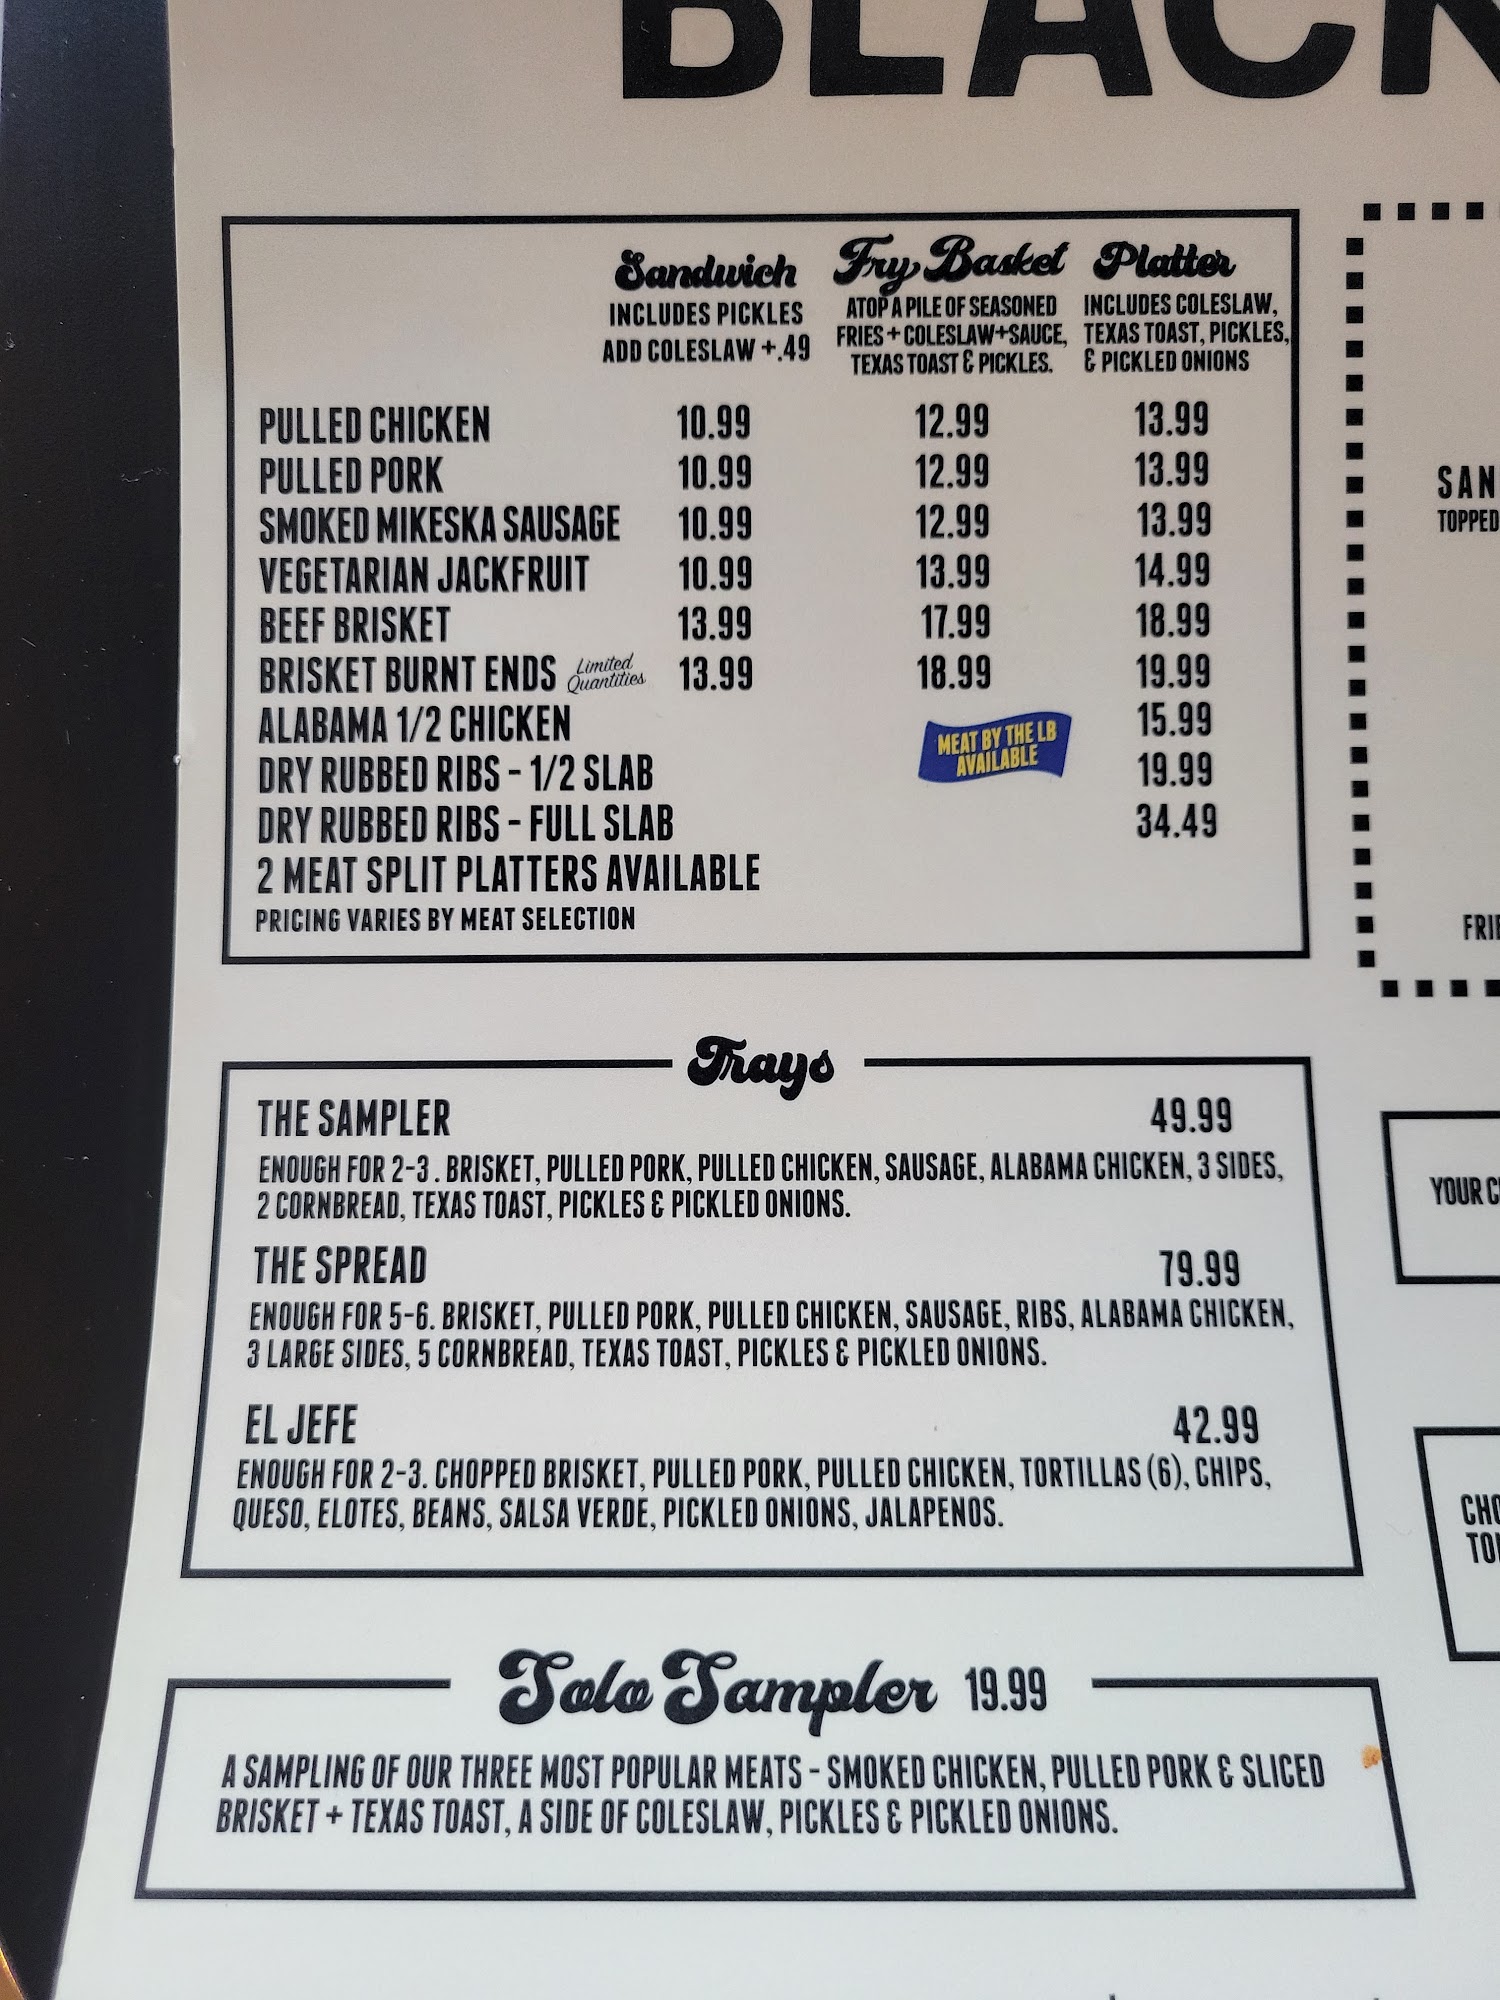 BLACK
Sandwich Fry Basket Platter
INCLUDES PICKLES ATOP A PILE OF SEASONED INCLUDES COLESLAW,
ADD COLESLAW +.49 FRIES + COLESLAW+SAUCE, TEXAS TOAST, PICKLES,
TEXAS TOAST & PICKLES. & PICKLED ONIONS
PULLED CHICKEN 10.99 12.99 13.99
PULLED PORK 10.99 12.99 13.99
SMOKED MIKESKA SAUSAGE 10.99 12.99 13.99
VEGETARIAN JACKFRUIT 10.99 13.99 14.99
BEEF BRISKET 13.99 17.99 18.99
BRISKET BURNT ENDS Limited Quantities 13.99 18.99 19.99
ALABAMA 1/2 CHICKEN 15.99
MEAT BY THE LB
AVAILABLE
DRY RUBBED RIBS - 1/2 SLAB 19.99
DRY RUBBED RIBS - FULL SLAB 34.49
2 MEAT SPLIT PLATTERS AVAILABLE
PRICING VARIES BY MEAT SELECTION
Trays
THE SAMPLER 49.99
ENOUGH FOR 2-3. BRISKET, PULLED PORK, PULLED CHICKEN, SAUSAGE, ALABAMA CHICKEN, 3 SIDES,
2 CORNBREAD, TEXAS TOAST, PICKLES & PICKLED ONIONS.
THE SPREAD 79.99
ENOUGH FOR 5-6. BRISKET, PULLED PORK, PULLED CHICKEN, SAUSAGE, RIBS, ALABAMA CHICKEN,
3 LARGE SIDES, 5 CORNBREAD, TEXAS TOAST, PICKLES & PICKLED ONIONS.
EL JEFE 42.99
ENOUGH FOR 2-3. CHOPPED BRISKET, PULLED PORK, PULLED CHICKEN, TORTILLAS (6), CHIPS,
QUESO, ELOTES, BEANS, SALSA VERDE, PICKLED ONIONS, JALAPENOS.
Solo Sampler 19.99
A SAMPLING OF OUR THREE MOST POPULAR MEATS - SMOKED CHICKEN, PULLED PORK & SLICED
BRISKET + TEXAS TOAST, A SIDE OF COLESLAW, PICKLES & PICKLED ONIONS.
SAN
TOPPED
FRIE
YOUR
CHO